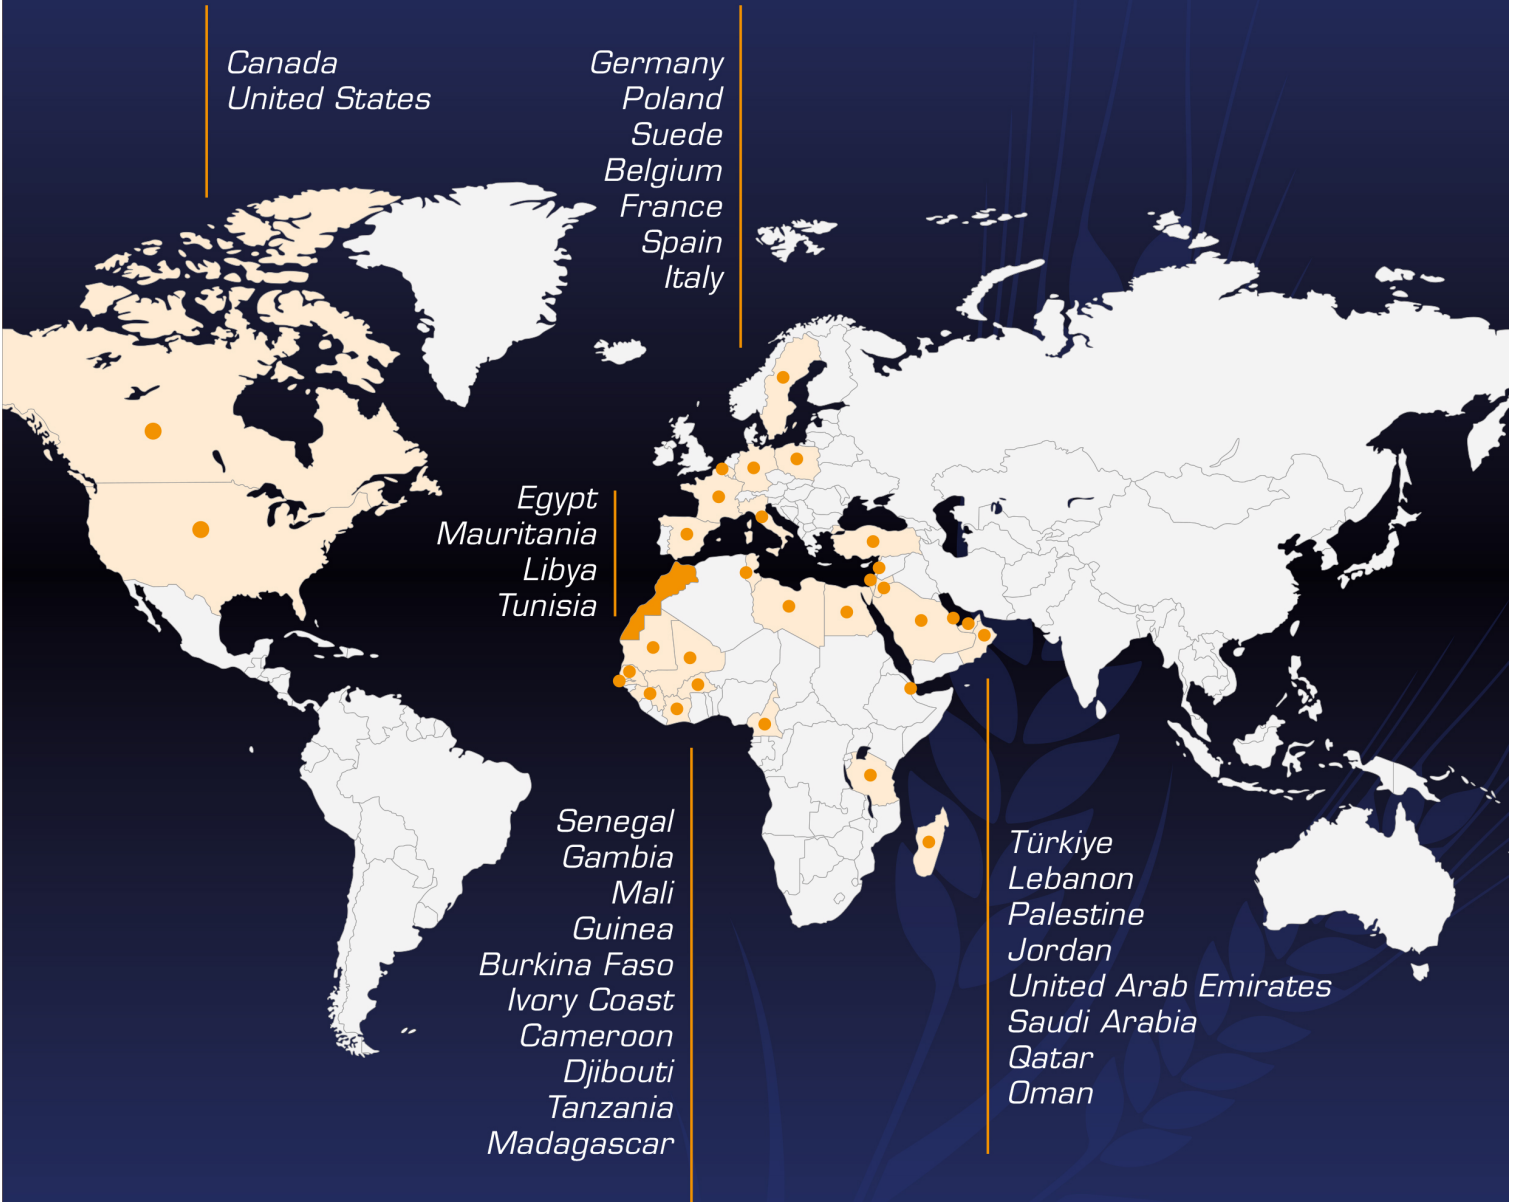 Canada
United States
Germany
Poland
Suede
Belgium
France
Spain
Italy
Egypt
Mauritania
Libya
Tunisia
Senegal
Gambia
Mali
Guinea
Burkina Faso
Ivory Coast
Cameroon
Djibouti
Tanzania
Madagascar
Türkiye
Lebanon
Palestine
Jordan
United Arab Emirates
Saudi Arabia
Qatar
Oman